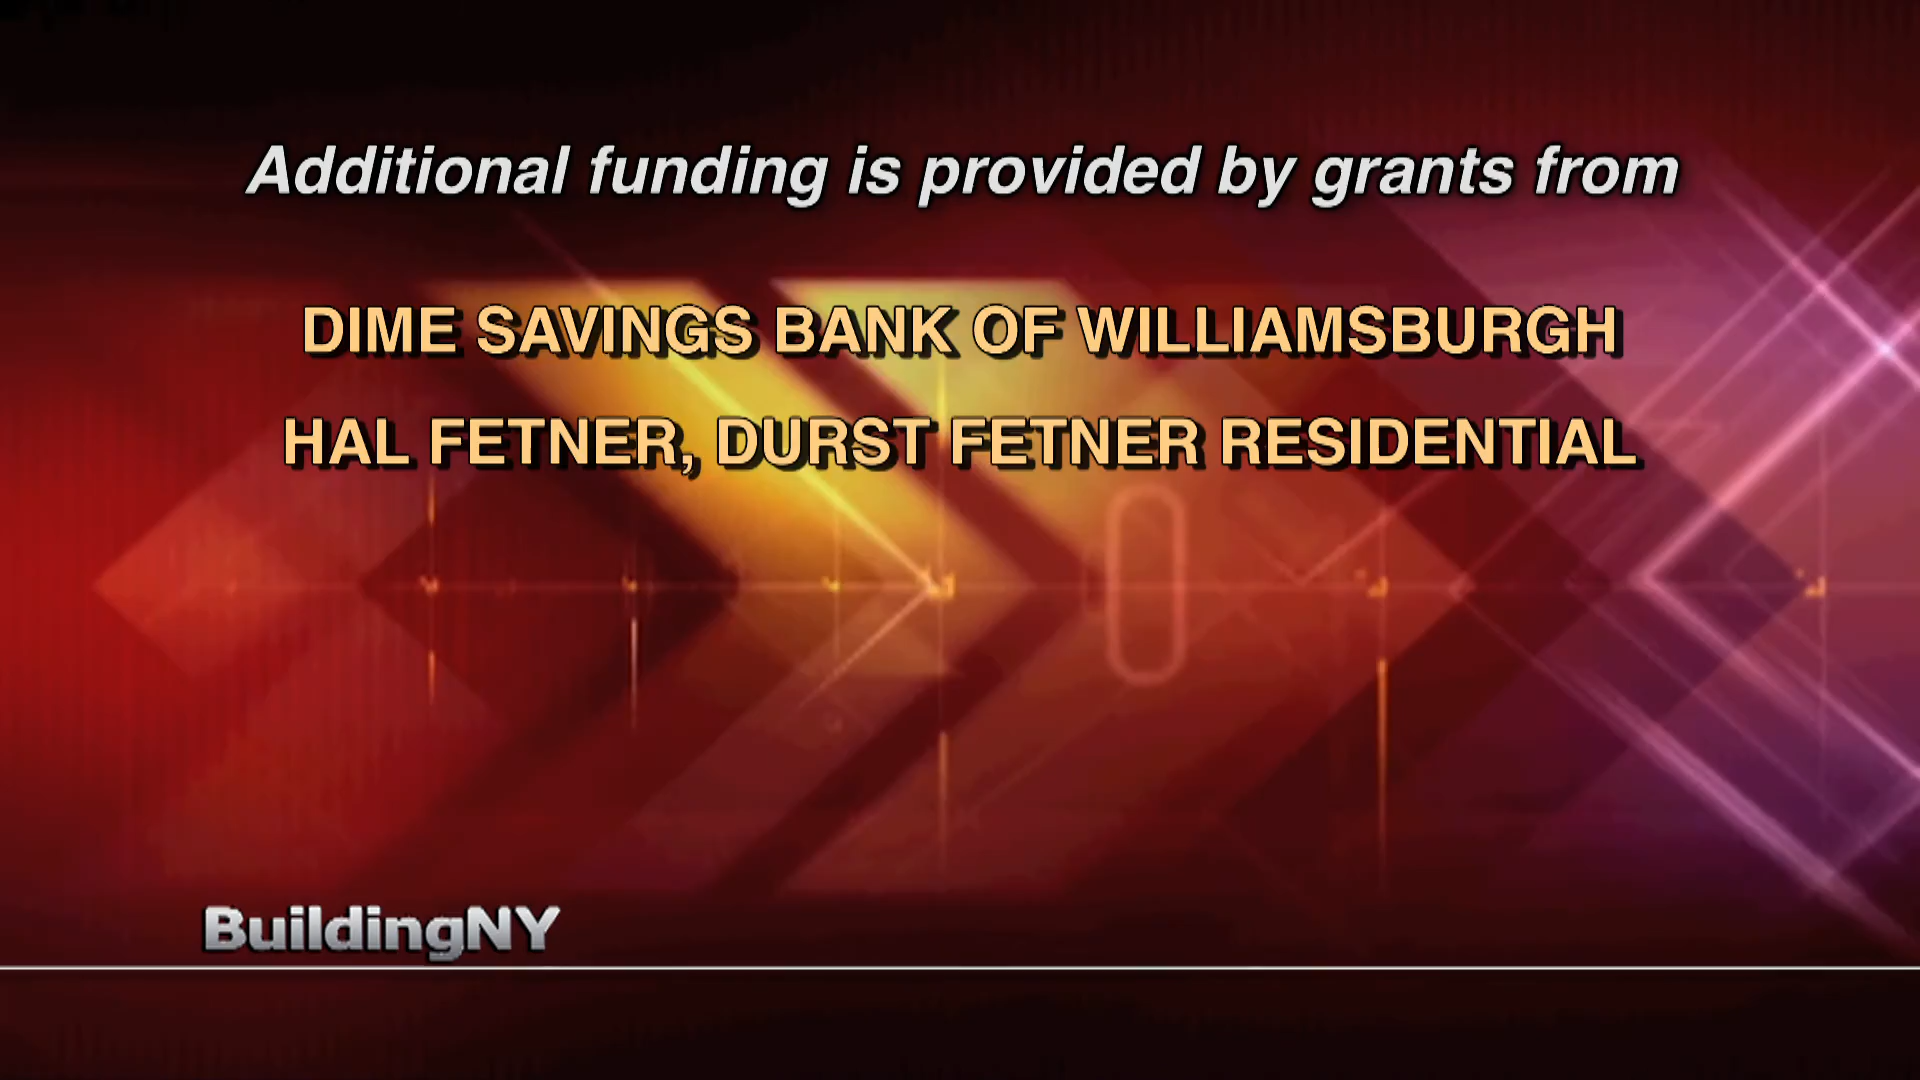 Additional funding is provided by grants from
DIME SAVINGS BANK OF WILLIAMSBURGH
HAL FETNER, DURST FETNER RESIDENTIAL
BuildingNY